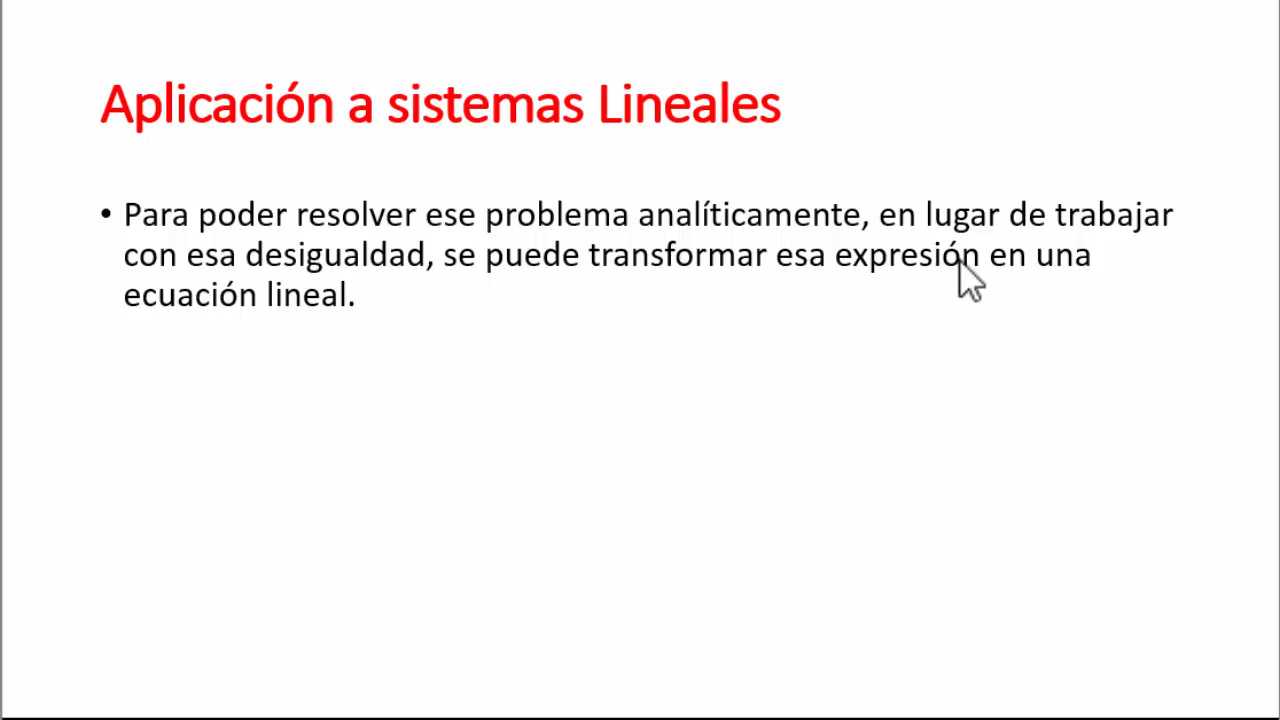 Aplicación a sistemas Lineales
• Para poder resolver ese problema analíticamente, en lugar de trabajar
con esa desigualdad, se puede transformar esa expresión en una
ecuación lineal.